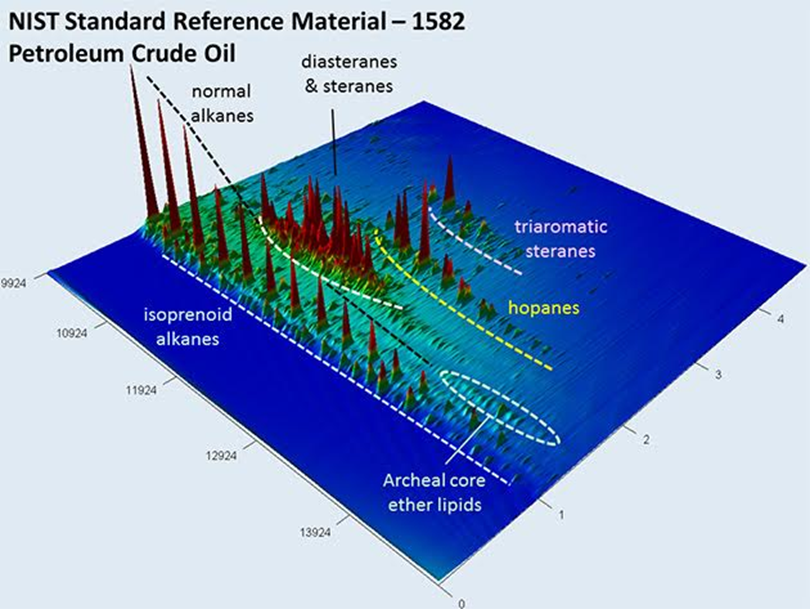 NIST Standard Reference Material – 1582
Petroleum Crude Oil
diasteranes
& steranes
normal
alkanes
triaromatic
steranes
hopanes
isoprenoid
alkanes
Archeal core
ether lipids
9924
10924
11924
12924
13924
4
3
2
1
0